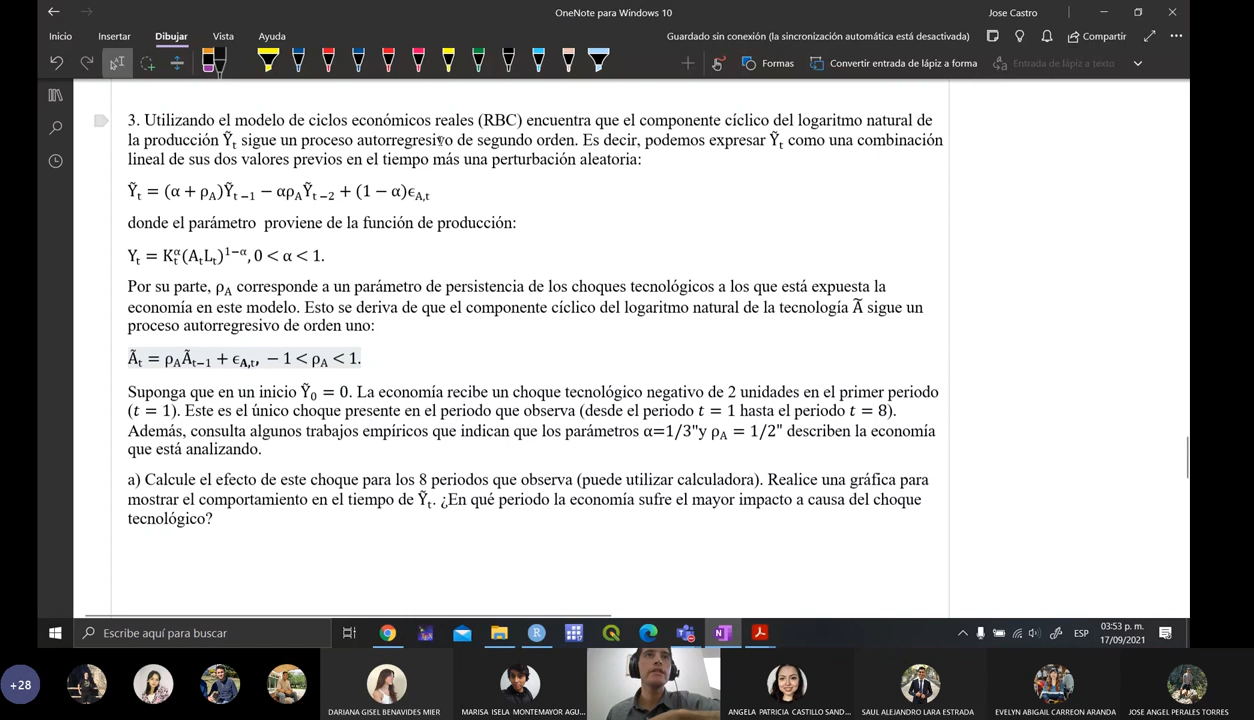 OneNote para Windows 10
Jose Castro
Inicio Insertar Dibujar Vista Ayuda
Guardado sin conexión (la sincronización automática está desactivada)
Compartir
Formas
Convertir entrada de lápiz a forma
Entrada de lápiz a texto
3. Utilizando el modelo de ciclos económicos reales (RBC) encuentra que el componente cíclico del logaritmo natural de
la producción Ỹt sigue un proceso autorregresivo de segundo orden. Es decir, podemos expresar Ỹt como una combinación
lineal de sus dos valores previos en el tiempo más una perturbación aleatoria:
Ỹt = (α + ρA)Ỹt−1 − αρAỸt−2 + (1 − α)ϵA,t
donde el parámetro proviene de la función de producción:
Yt = Kt^α(AtLt)^1−α, 0 < α < 1.
Por su parte, ρA corresponde a un parámetro de persistencia de los choques tecnológicos a los que está expuesta la
economía en este modelo. Esto se deriva de que el componente cíclico del logaritmo natural de la tecnología Ã sigue un
proceso autorregresivo de orden uno:
Ãt = ρAÃt−1 + ϵA,t, − 1 < ρA < 1.
Suponga que en un inicio Ỹ0 = 0. La economía recibe un choque tecnológico negativo de 2 unidades en el primer periodo
(t = 1). Este es el único choque presente en el periodo que observa (desde el periodo t = 1 hasta el periodo t = 8).
Además, consulta algunos trabajos empíricos que indican que los parámetros α=1/3"y ρA = 1/2" describen la economía
que está analizando.
a) Calcule el efecto de este choque para los 8 periodos que observa (puede utilizar calculadora). Realice una gráfica para
mostrar el comportamiento en el tiempo de Ỹt. ¿En qué periodo la economía sufre el mayor impacto a causa del choque
tecnológico?
Escribe aquí para buscar
ESP
03:53 p. m.
17/09/2021
+28
DARIANA GISEL BENAVIDES MIER
MARISA ISELA MONTEMAYOR AGU...
ANGELA PATRICIA CASTILLO SAND...
SAUL ALEJANDRO LARA ESTRADA
EVELYN ABIGAIL CARREON ARANDA
JOSE ANGEL PERALES TORRES